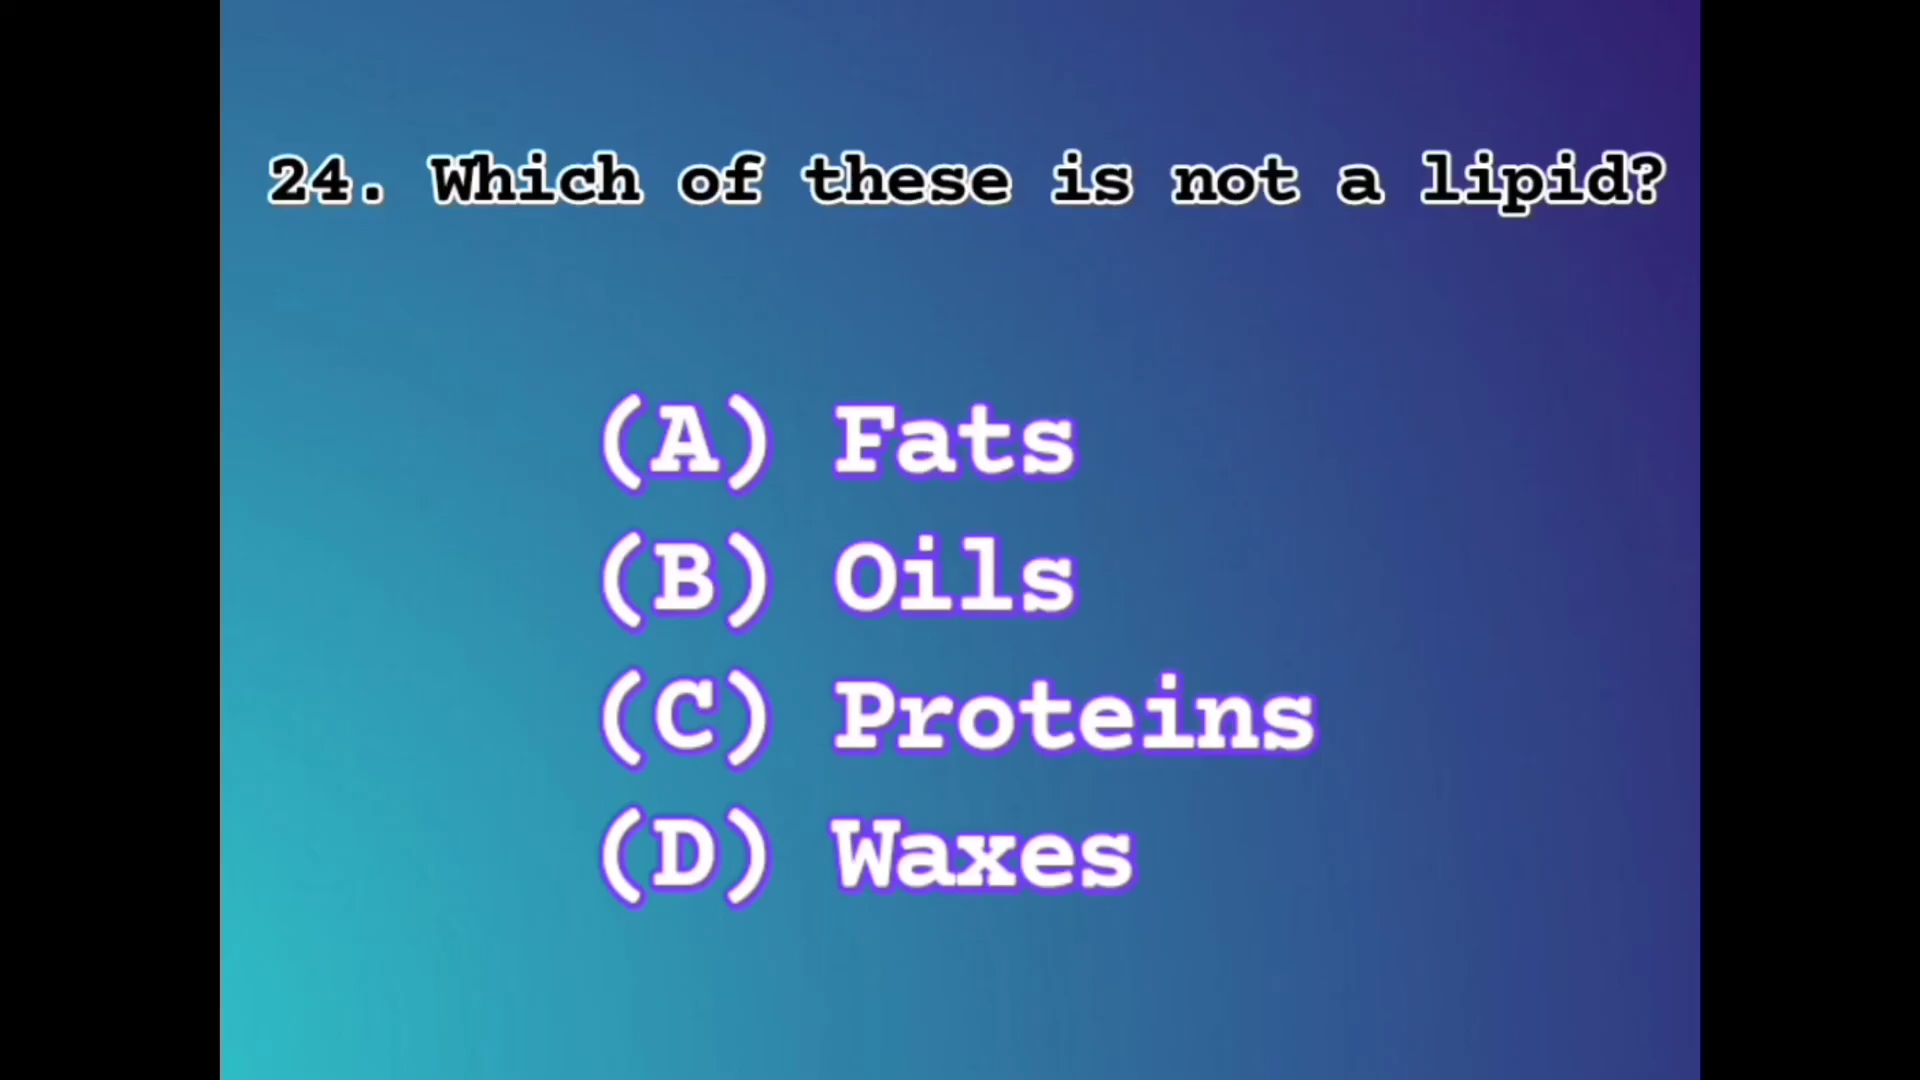 24. Which of these is not a lipid?
(A) Fats
(B) Oils
(C) Proteins
(D) Waxes